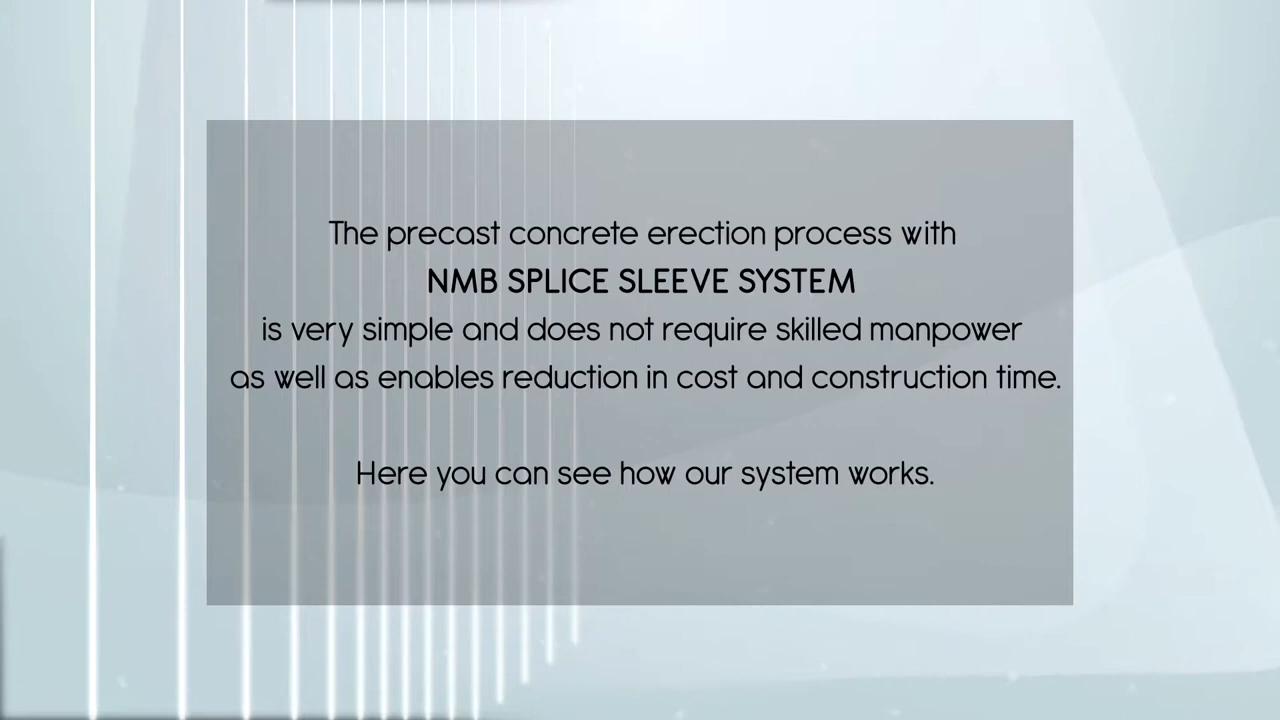 The precast concrete erection process with
NMB SPLICE SLEEVE SYSTEM
is very simple and does not require skilled manpower
as well as enables reduction in cost and construction time.
Here you can see how our system works.